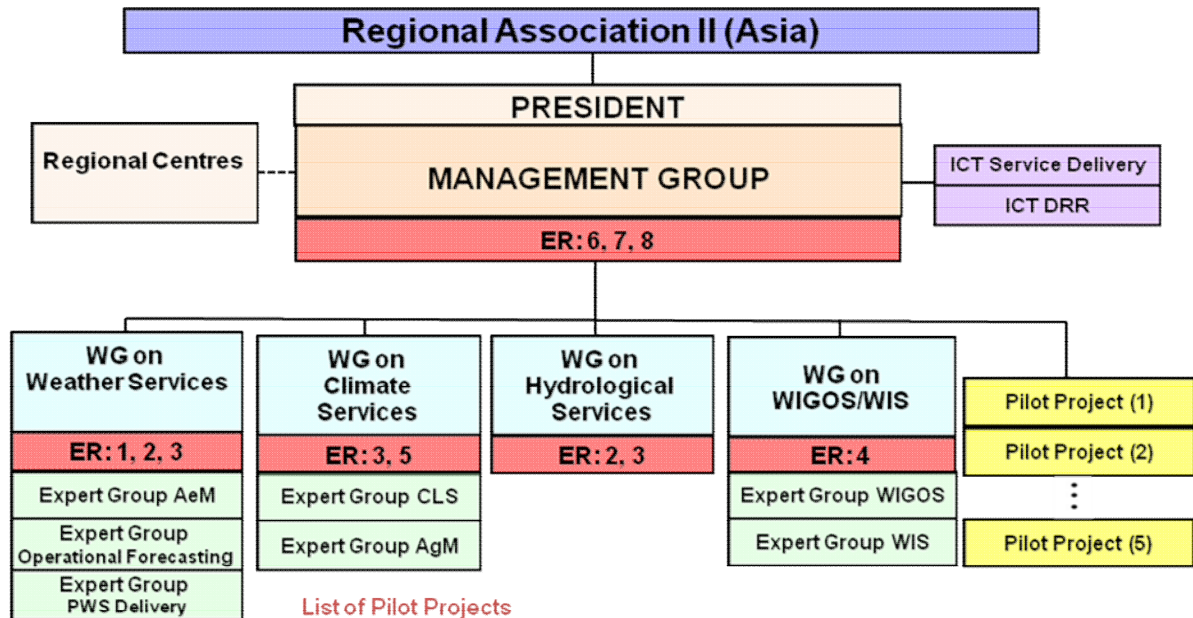 Regional Association II (Asia)
PRESIDENT
Regional Centres
MANAGEMENT GROUP
ICT Service Delivery
ICT DRR
ER: 6, 7, 8
WG on
Weather Services
ER: 1, 2, 3
Expert Group AeM
Expert Group
Operational Forecasting
Expert Group
PWS Delivery
WG on
Climate
Services
ER: 3, 5
Expert Group CLS
Expert Group AgM
WG on
Hydrological
Services
ER: 2, 3
WG on
WIGOS/WIS
ER: 4
Expert Group WIGOS
Expert Group WIS
Pilot Project (1)
Pilot Project (2)
⋮
Pilot Project (5)
List of Pilot Projects